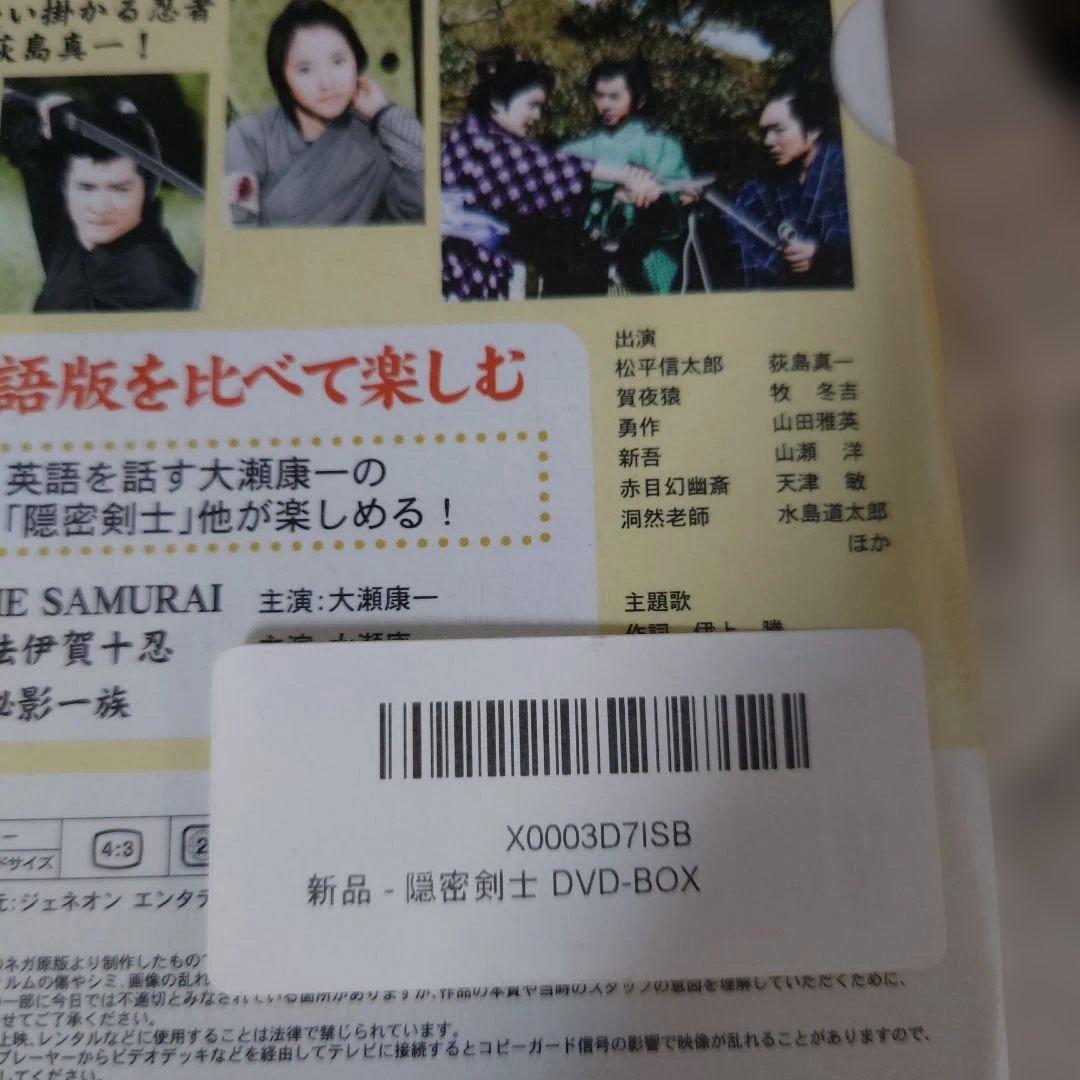 い掛かる忍者
荻島真一！
語版を比べて楽しむ
英語を話す大瀬康一の
「隠密剣士」他が楽しめる！
SAMURAI 主演:大瀬康一
法伊賀十忍
影一族
出演
松平信太郎 荻島真一
賀夜猿 牧 冬吉
勇作 山田雅英
新吾 山瀬 洋
赤目幻幽斎 天津 敏
洞然老師 水島道太郎
ほか
主題歌
X0003D7ISB
新品 - 隠密剣士 DVD-BOX
ドサイズ
4:3
2
元:ジェネオン エンタテ
のネガ原版より制作したもので
ルムの傷やシミ、画像の乱れ
一部に今日では不適切とみなされている箇所がありますが、作品の本質や当時のスタッフの意図を理解していただくために、
せてご了承ください。
上映、レンタルなどに使用することは法律で禁じられています。
プレーヤーからビデオデッキなどを経由してテレビに接続するとコピーガード信号の影響で映像が乱れることがありますので、
してください。